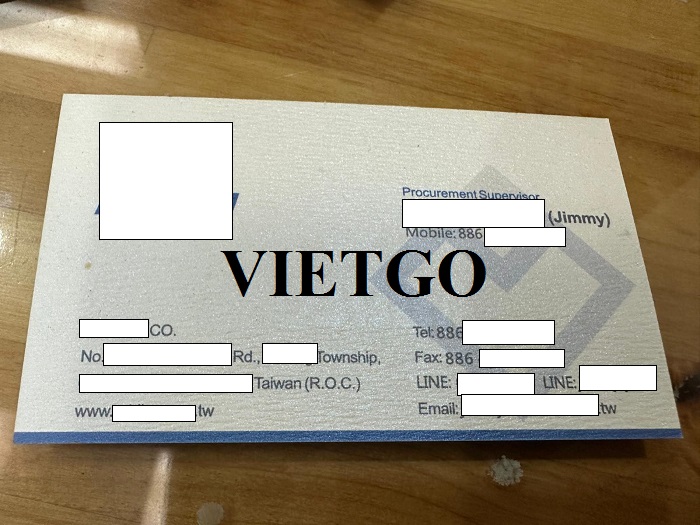 Procurement Supervisor
(Jimmy)
Mobile: 886
VIETGO
CO.
No. Rd., Township,
Taiwan (R.O.C.)
www. .tw
Tel: 886
Fax: 886
LINE: LINE:
Email: .tw